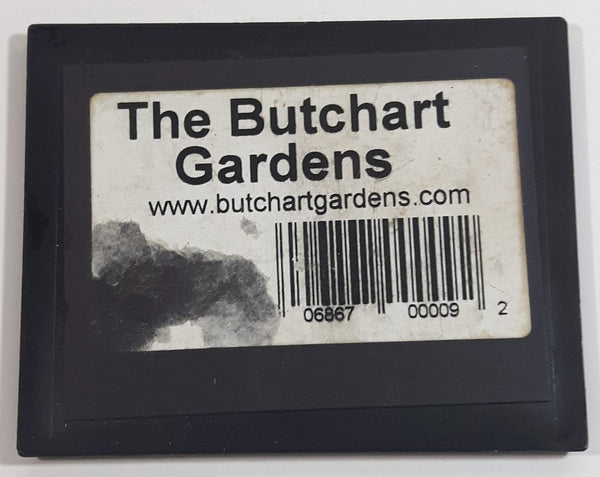 The Butchart
Gardens
www.butchartgardens.com
06867 00009 2